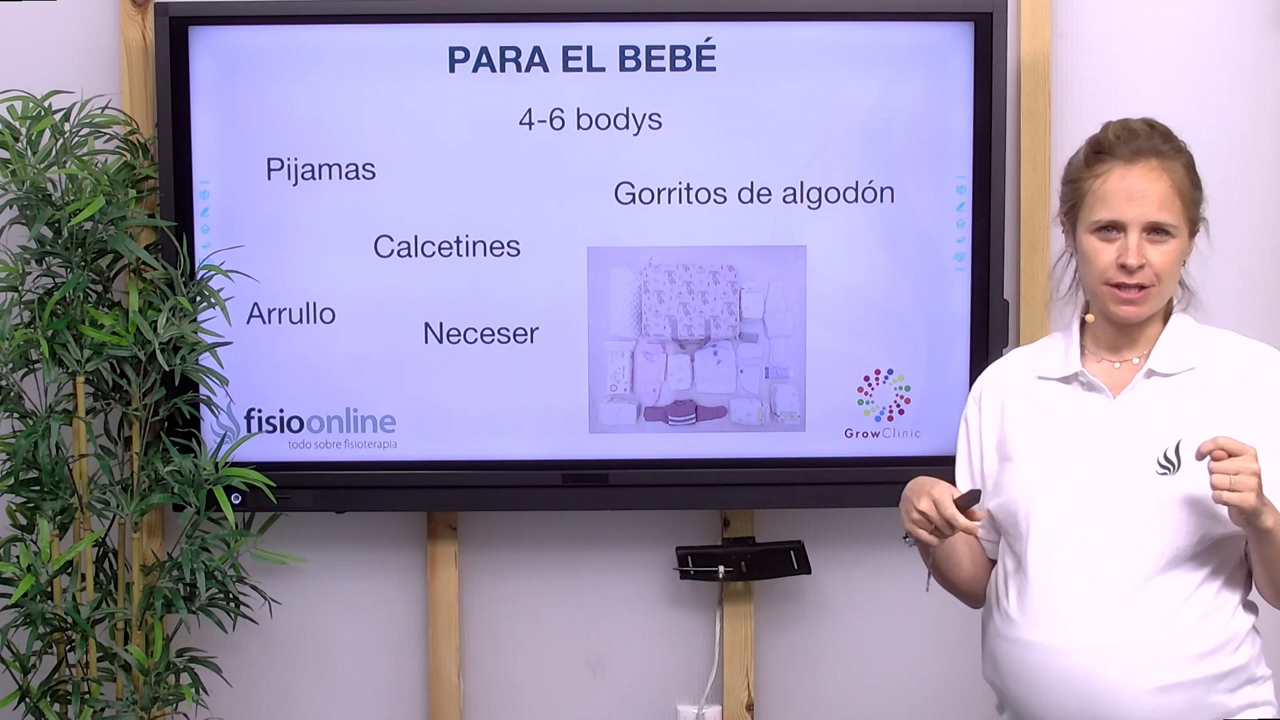 PARA EL BEBÉ
4-6 bodys
Pijamas
Gorritos de algodón
Calcetines
Arrullo
Neceser
fisioonline
todo sobre fisioterapia
GrowClinic